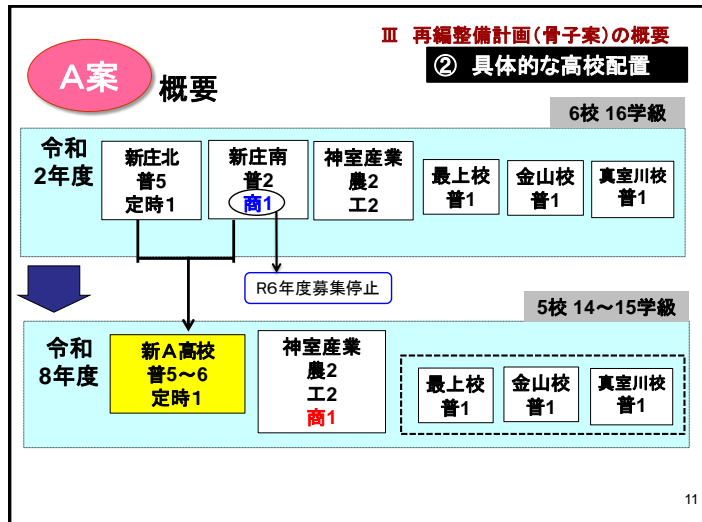 Ⅲ 再編整備計画(骨子案)の概要
② 具体的な高校配置
A案
概要
6校 16学級
令和
2年度
新庄北
普5
定時1
新庄南
普2
商1
神室産業
農2
工2
最上校
普1
金山校
普1
真室川校
普1
R6年度募集停止
5校 14～15学級
令和
8年度
新A高校
普5～6
定時1
神室産業
農2
工2
商1
最上校
普1
金山校
普1
真室川校
普1
11